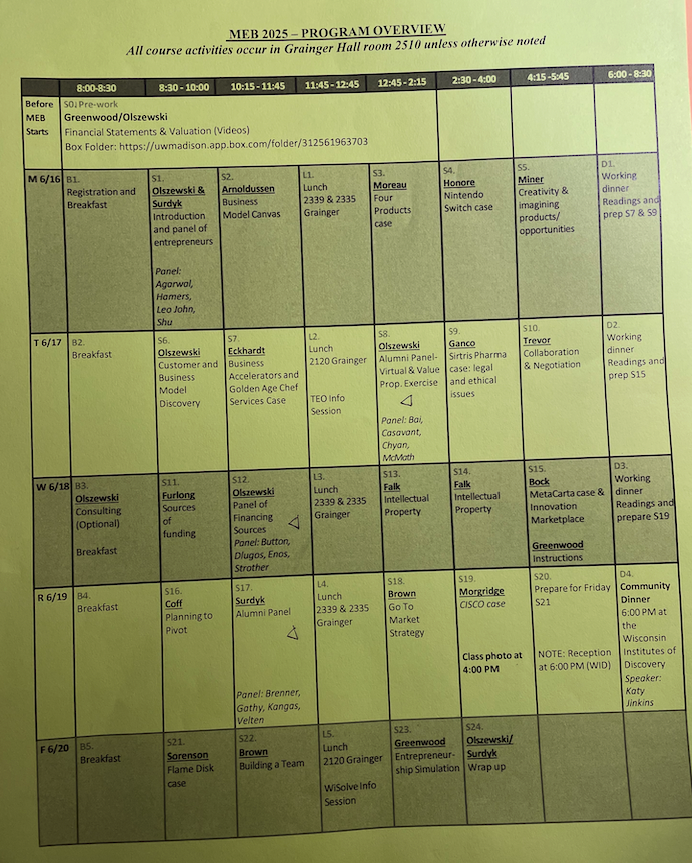 MEB 2025 – PROGRAM OVERVIEW
All course activities occur in Grainger Hall room 2510 unless otherwise noted
8:00-8:30
8:30 - 10:00
10:15 - 11:45
11:45 - 12:45
12:45 - 2:15
2:30 - 4:00
4:15 -5:45
6:00 - 8:30
Before
MEB
Starts
S0. Pre-work
Greenwood/Olszewski
Financial Statements & Valuation (Videos)
Box Folder: https://uwmadison.app.box.com/folder/312561963703
M 6/16
B1.
Registration and
Breakfast
S1.
Olszewski &
Surdyk
Introduction
and panel of
entrepreneurs
Panel:
Agarwal,
Hamers,
Leo John,
Shu
S2.
Arnoldussen
Business
Model Canvas
L1.
Lunch
2339 & 2335
Grainger
S3.
Moreau
Four
Products
case
S4.
Honore
Nintendo
Switch case
S5.
Miner
Creativity &
imagining
products/
opportunities
D1.
Working
dinner
Readings and
prep S7 & S9
T 6/17
B2.
Breakfast
S6.
Olszewski
Customer and
Business
Model
Discovery
S7.
Eckhardt
Business
Accelerators and
Golden Age Chef
Services Case
L2.
Lunch
2120 Grainger
TEO Info
Session
S8.
Olszewski
Alumni Panel-
Virtual & Value
Prop. Exercise
Panel: Bai,
Casavant,
Chyan,
McMath
S9.
Ganco
Sirtris Pharma
case: legal
and ethical
issues
S10.
Trevor
Collaboration
& Negotiation
D2.
Working
dinner
Readings and
prep S15
W 6/18
B3.
Olszewski
Consulting
(Optional)
Breakfast
S11.
Furlong
Sources
of
funding
S12.
Olszewski
Panel of
Financing
Sources
Panel: Button,
Dlugos, Enos,
Strother
L3.
Lunch
2339 & 2335
Grainger
S13.
Falk
Intellectual
Property
S14.
Falk
Intellectual
Property
S15.
Bock
MetaCarta case &
Innovation
Marketplace
Greenwood
Instructions
D3.
Working
dinner
Readings and
prepare S19
R 6/19
B4.
Breakfast
S16.
Coff
Planning to
Pivot
S17.
Surdyk
Alumni Panel
Panel: Brenner,
Gathy, Kangas,
Velten
L4.
Lunch
2339 & 2335
Grainger
S18.
Brown
Go To
Market
Strategy
S19.
Morgridge
CISCO case
Class photo at
4:00 PM
S20.
Prepare for Friday
S21
NOTE: Reception
at 6:00 PM (WID)
D4.
Community
Dinner
6:00 PM at
the
Wisconsin
Institutes of
Discovery
Speaker:
Katy
Jinkins
F 6/20
B5.
Breakfast
S21.
Sorenson
Flame Disk
case
S22.
Brown
Building a Team
L5.
Lunch
2120 Grainger
WiSolve Info
Session
S23.
Greenwood
Entrepreneur-
ship Simulation
S24.
Olszewski/
Surdyk
Wrap up